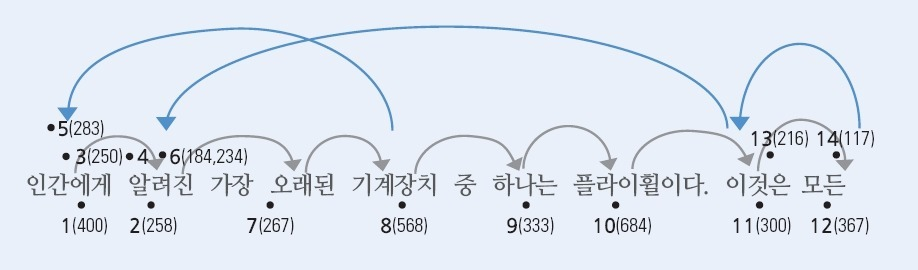 5(283)
13(216) 14(117)
3(250) 4 6(184,234)
인간에게 알려진 가장 오래된 기계장치 중 하나는 플라이휠이다. 이것은 모든
1(400) 2(258) 7(267) 8(568) 9(333) 10(684) 11(300) 12(367)